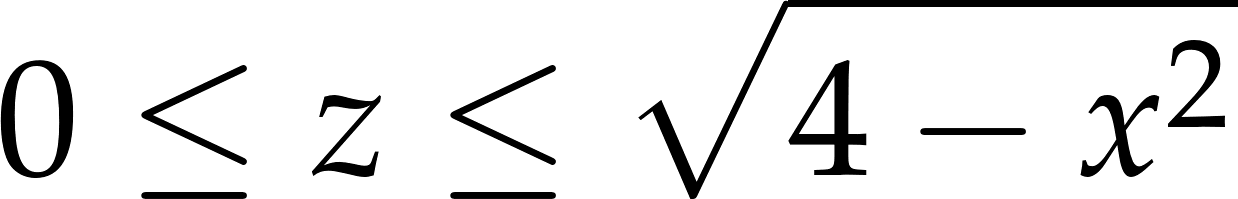 0 ≤ z ≤ √(4 − x²)